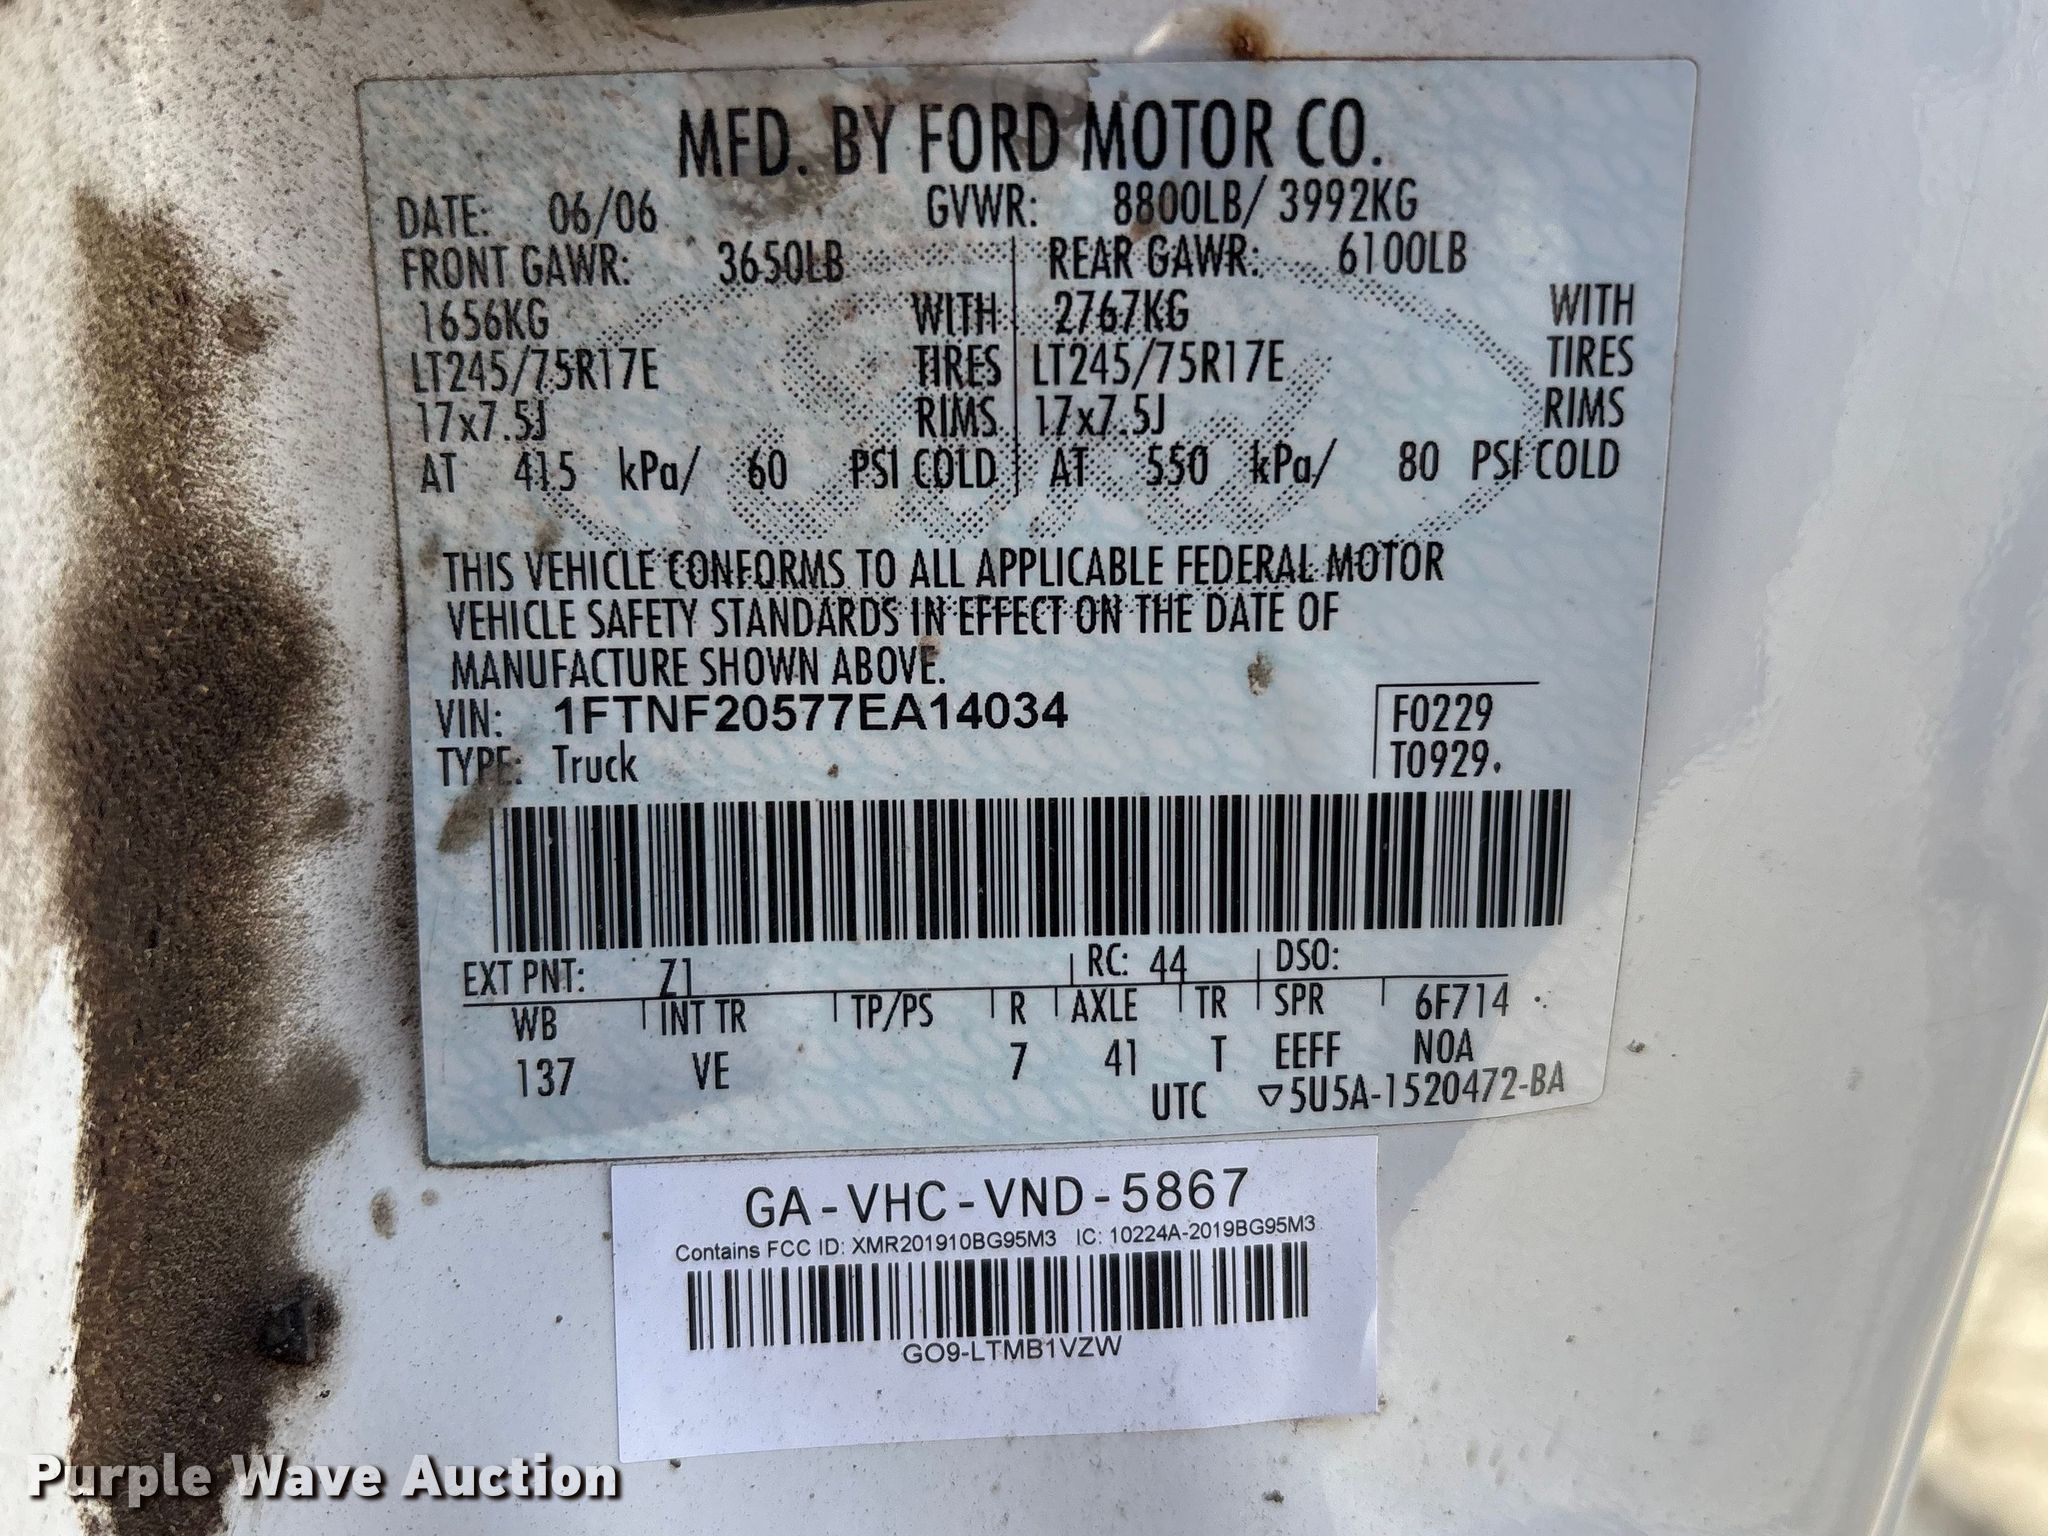 MFD. BY FORD MOTOR CO.
DATE: 06/06 GVWR: 8800LB/ 3992KG
FRONT GAWR: 3650LB REAR GAWR: 6100LB
1656KG WITH 2767KG WITH
LT245/75R17E TIRES LT245/75R17E TIRES
17x7.5J RIMS 17x7.5J RIMS
AT 415 kPa/ 60 PSI COLD AT 550 kPa/ 80 PSI COLD
THIS VEHICLE CONFORMS TO ALL APPLICABLE FEDERAL MOTOR
VEHICLE SAFETY STANDARDS IN EFFECT ON THE DATE OF
MANUFACTURE SHOWN ABOVE.
VIN: 1FTNF20577EA14034 F0229
TYPE: Truck T0929.
EXT PNT: Z1 RC: 44 DSO:
WB INT TR TP/PS R AXLE TR SPR 6F714
137 VE 7 41 T EEFF NOA
UTC ▽5U5A-1520472-BA
GA-VHC-VND-5867
Contains FCC ID: XMR201910BG95M3 IC: 10224A-2019BG95M3
GO9-LTMB1VZW
Purple Wave Auction